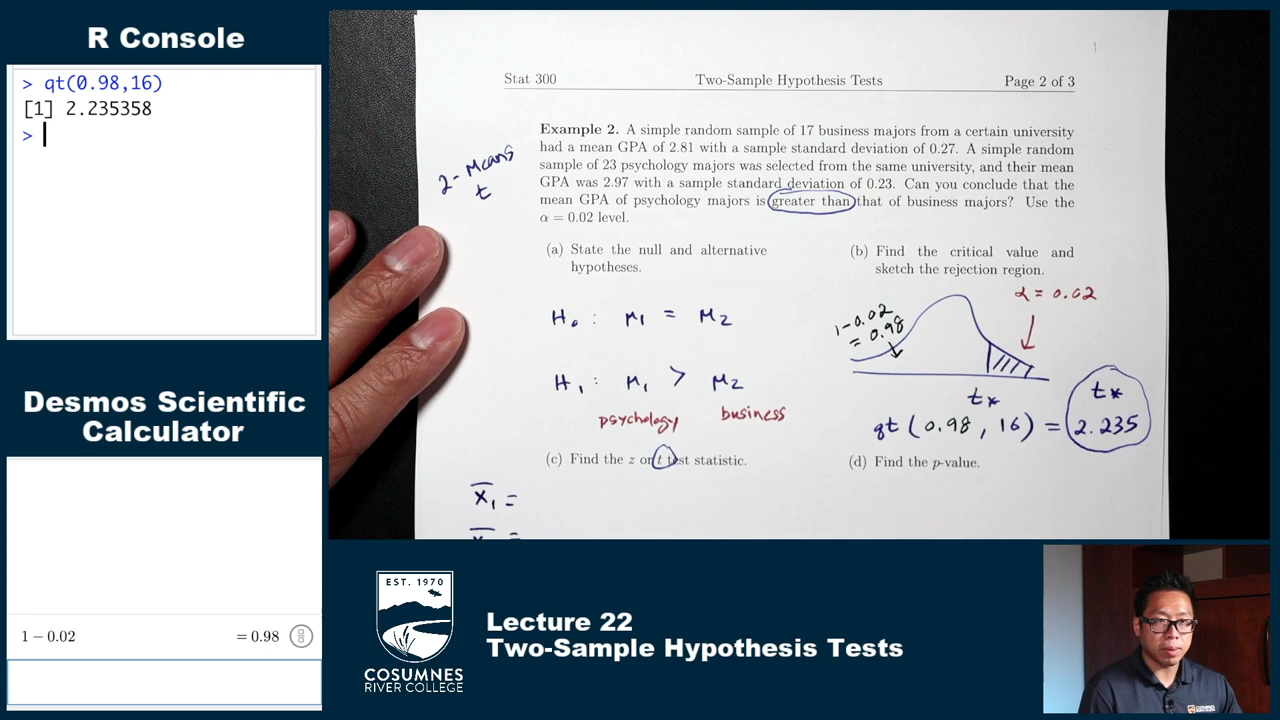 R Console
> qt(0.98,16)
[1] 2.235358
>
Desmos Scientific
Calculator
1 − 0.02 = 0.98
Stat 300 Two-Sample Hypothesis Tests Page 2 of 3
2-Means
t
Example 2. A simple random sample of 17 business majors from a certain university
had a mean GPA of 2.81 with a sample standard deviation of 0.27. A simple random
sample of 23 psychology majors was selected from the same university, and their mean
GPA was 2.97 with a sample standard deviation of 0.23. Can you conclude that the
mean GPA of psychology majors is greater than that of business majors? Use the
α = 0.02 level.
(a) State the null and alternative
hypotheses.
H₀ : μ₁ = μ₂
H₁ : μ₁ > μ₂
psychology business
(b) Find the critical value and
sketch the rejection region.
α = 0.02
1-0.02
= 0.98
t*
t*
qt (0.98, 16) = 2.235
(c) Find the z or t test statistic.
x̄₁ =
(d) Find the p-value.
EST. 1970
COSUMNES
RIVER COLLEGE
Lecture 22
Two-Sample Hypothesis Tests